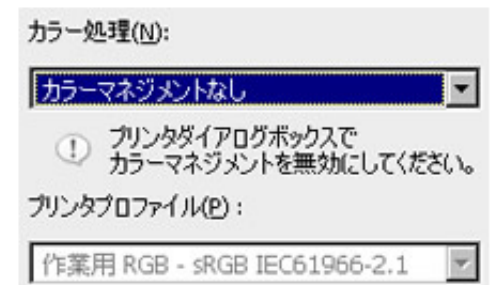 カラー処理(N):
カラーマネジメントなし
プリンタダイアログボックスで
カラーマネジメントを無効にしてください。
プリンタプロファイル(P) :
作業用 RGB - sRGB IEC61966-2.1